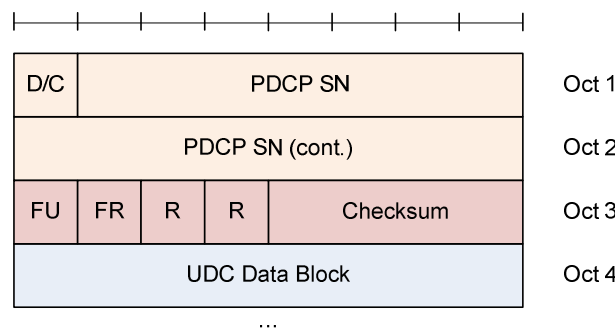 D/C PDCP SN Oct 1
PDCP SN (cont.) Oct 2
FU FR R R Checksum Oct 3
UDC Data Block Oct 4
...